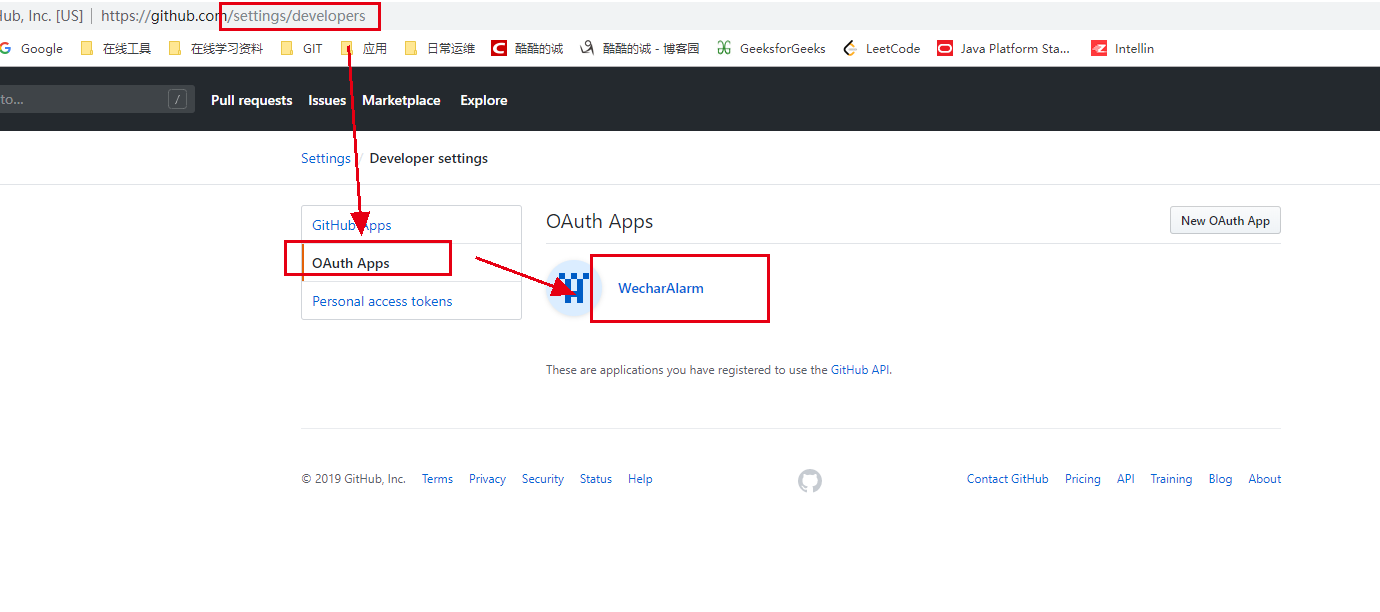 Hub, Inc. [US] | https://github.com/settings/developers
Google 在线工具 在线学习资料 GIT 应用 日常运维 酷酷的诚 酷酷的诚 - 博客园 GeeksforGeeks LeetCode Java Platform Sta... Intellin
to... / Pull requests Issues Marketplace Explore
Settings / Developer settings
GitHub Apps
OAuth Apps
Personal access tokens
OAuth Apps
New OAuth App
WecharAlarm
These are applications you have registered to use the GitHub API.
© 2019 GitHub, Inc. Terms Privacy Security Status Help Contact GitHub Pricing API Training Blog About